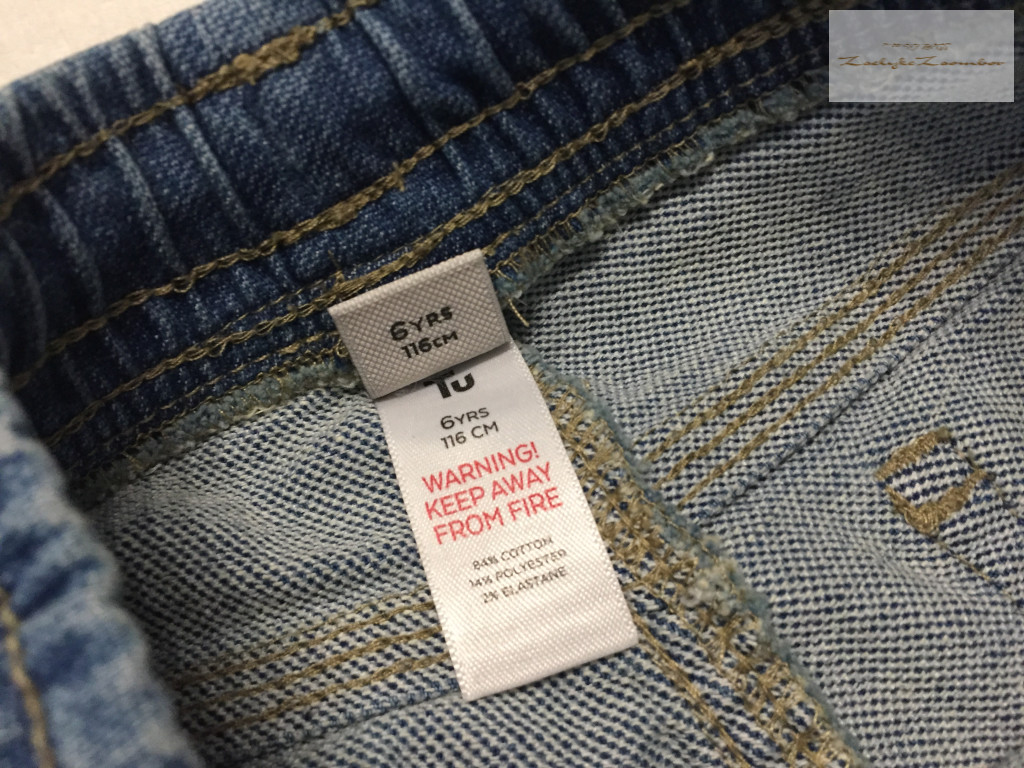 6YRS
116CM
TU
6YRS
116 CM
WARNING!
KEEP AWAY
FROM FIRE
84% COTTON
14% POLYESTER
2% ELASTANE